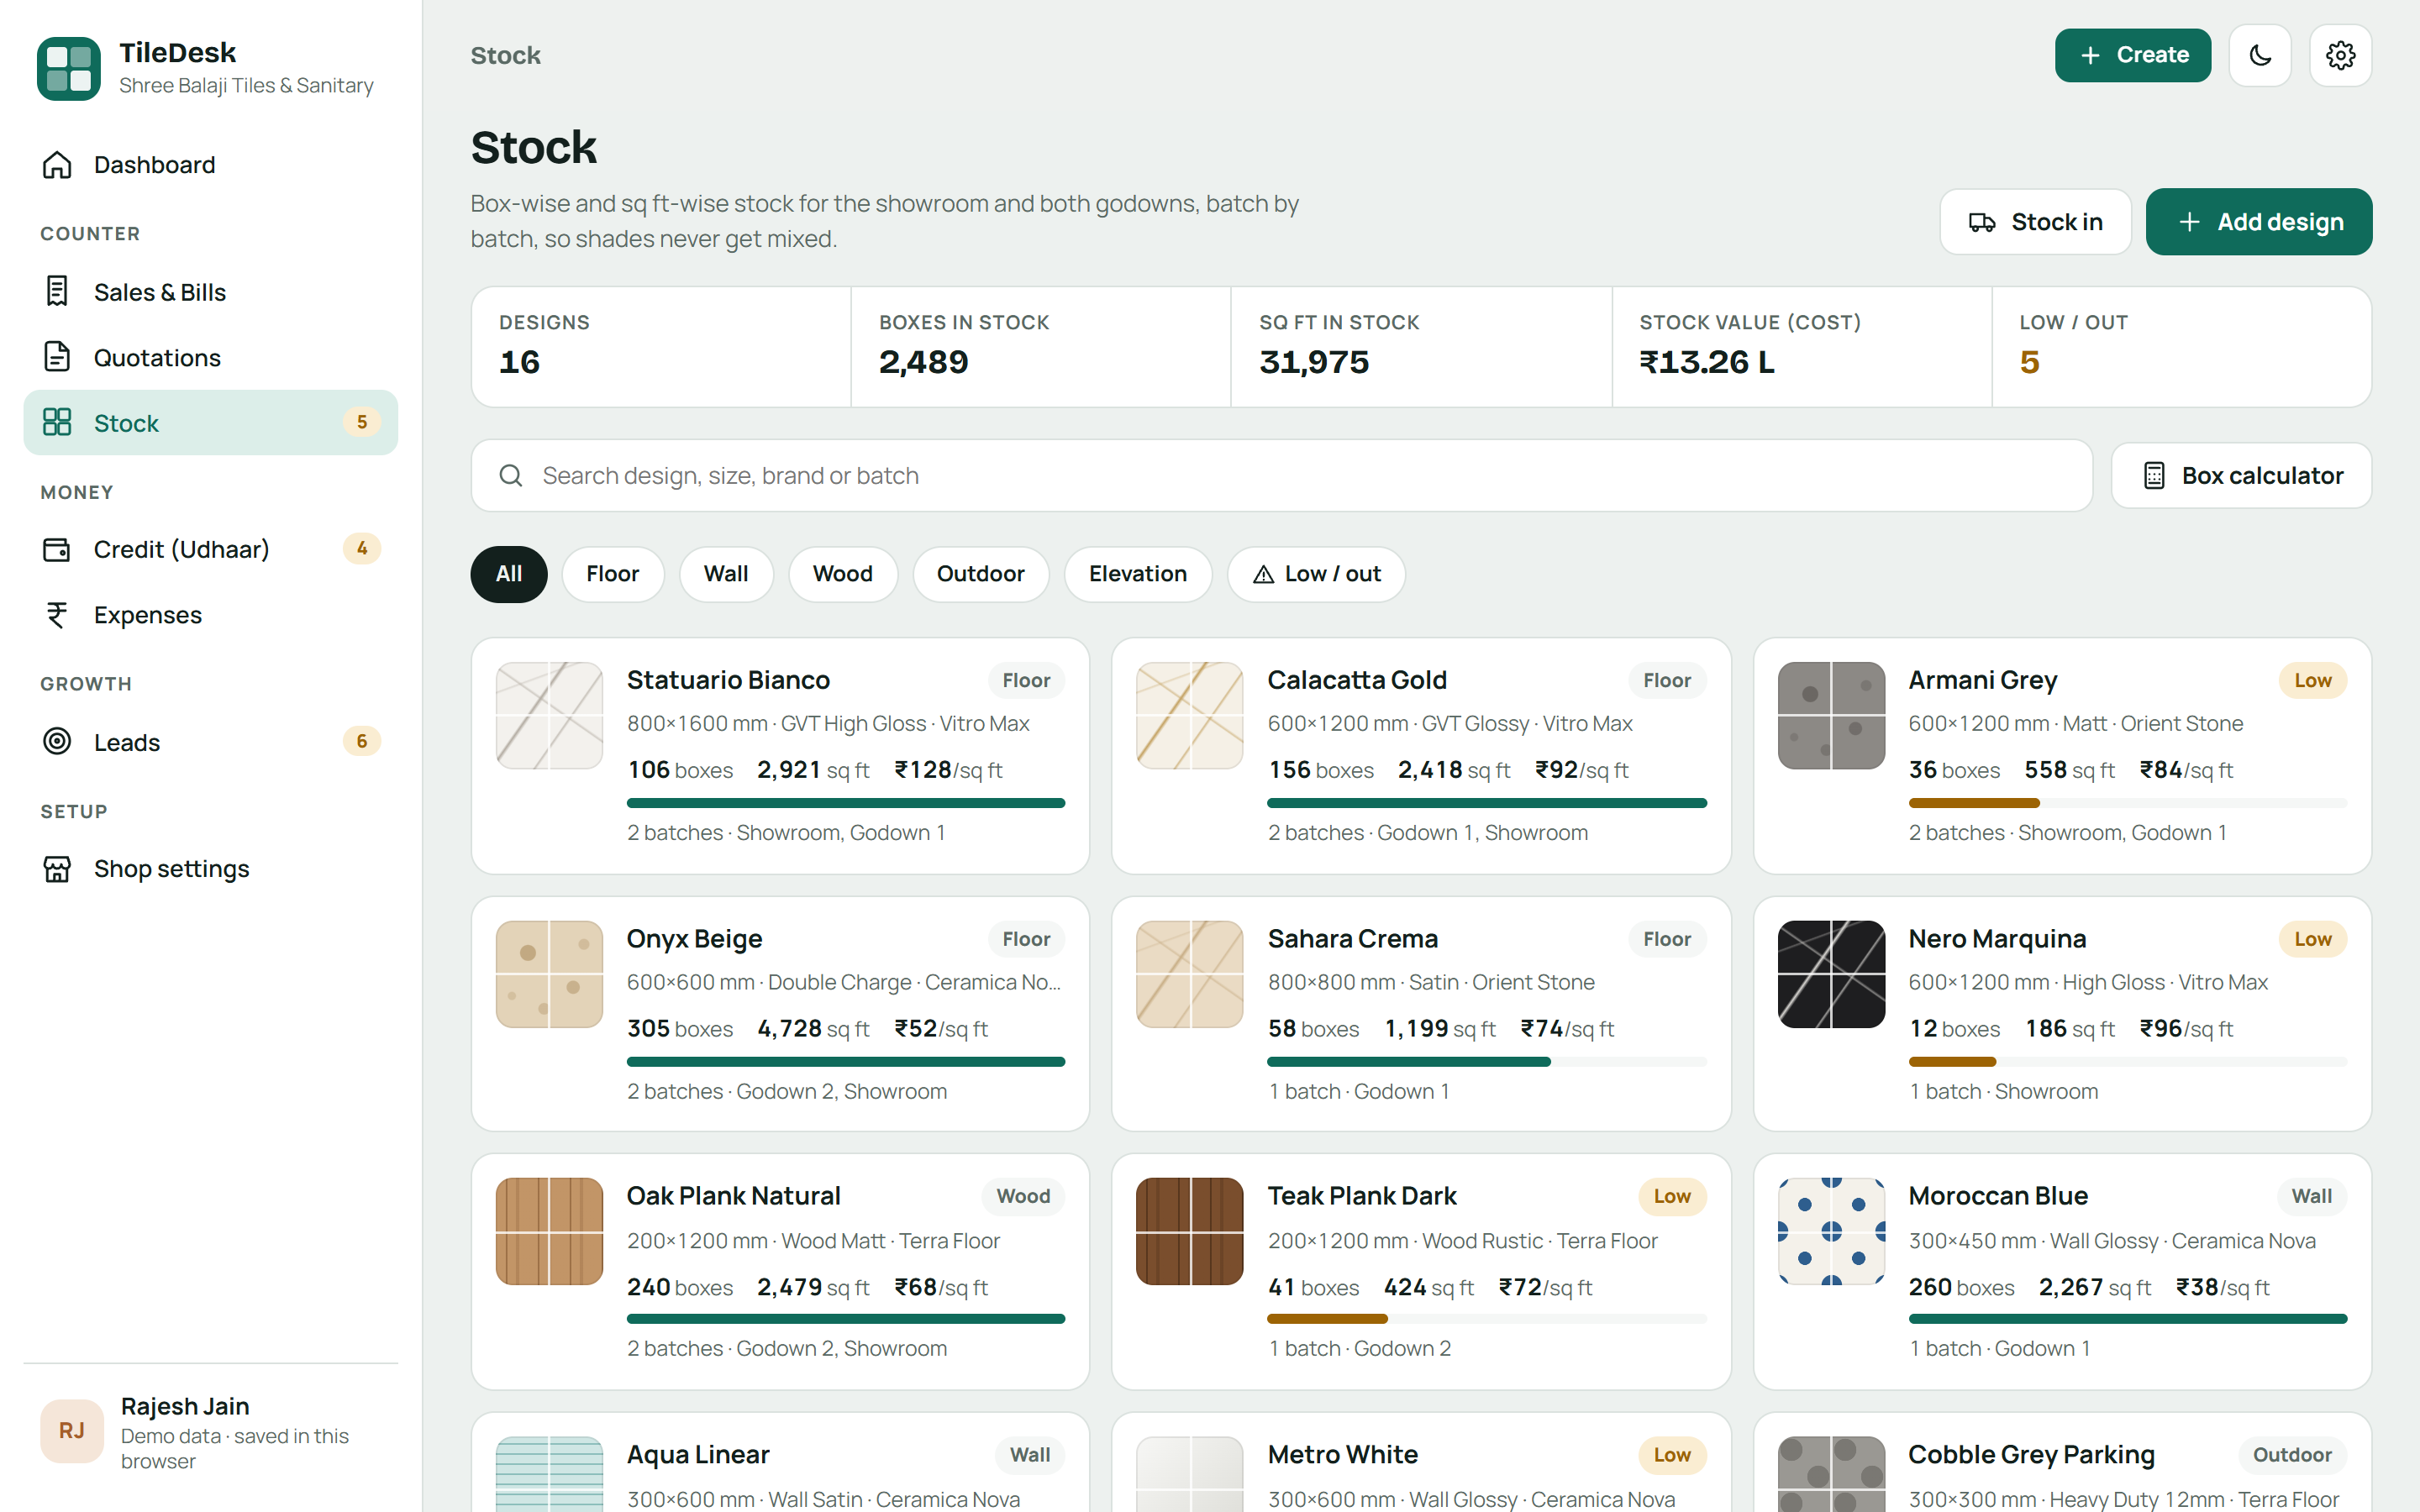 TileDesk
Shree Balaji Tiles & Sanitary
Dashboard
COUNTER
Sales & Bills
Quotations
Stock 5
MONEY
Credit (Udhaar) 4
Expenses
GROWTH
Leads 6
SETUP
Shop settings
RJ
Rajesh Jain
Demo data · saved in this
browser
Stock
Create
Stock
Box-wise and sq ft-wise stock for the showroom and both godowns, batch by
batch, so shades never get mixed.
Stock in
Add design
DESIGNS
16
BOXES IN STOCK
2,489
SQ FT IN STOCK
31,975
STOCK VALUE (COST)
₹13.26 L
LOW / OUT
5
Search design, size, brand or batch
Box calculator
All Floor Wall Wood Outdoor Elevation Low / out
Statuario Bianco Floor
800×1600 mm · GVT High Gloss · Vitro Max
106 boxes 2,921 sq ft ₹128/sq ft
2 batches · Showroom, Godown 1
Calacatta Gold Floor
600×1200 mm · GVT Glossy · Vitro Max
156 boxes 2,418 sq ft ₹92/sq ft
2 batches · Godown 1, Showroom
Armani Grey Low
600×1200 mm · Matt · Orient Stone
36 boxes 558 sq ft ₹84/sq ft
2 batches · Showroom, Godown 1
Onyx Beige Floor
600×600 mm · Double Charge · Ceramica No...
305 boxes 4,728 sq ft ₹52/sq ft
2 batches · Godown 2, Showroom
Sahara Crema Floor
800×800 mm · Satin · Orient Stone
58 boxes 1,199 sq ft ₹74/sq ft
1 batch · Godown 1
Nero Marquina Low
600×1200 mm · High Gloss · Vitro Max
12 boxes 186 sq ft ₹96/sq ft
1 batch · Showroom
Oak Plank Natural Wood
200×1200 mm · Wood Matt · Terra Floor
240 boxes 2,479 sq ft ₹68/sq ft
2 batches · Godown 2, Showroom
Teak Plank Dark Low
200×1200 mm · Wood Rustic · Terra Floor
41 boxes 424 sq ft ₹72/sq ft
1 batch · Godown 2
Moroccan Blue Wall
300×450 mm · Wall Glossy · Ceramica Nova
260 boxes 2,267 sq ft ₹38/sq ft
1 batch · Godown 1
Aqua Linear Wall
300×600 mm · Wall Satin · Ceramica Nova
Metro White Low
300×600 mm · Wall Glossy · Ceramica Nova
Cobble Grey Parking Outdoor
300×300 mm · Heavy Duty 12mm · Terra Floor